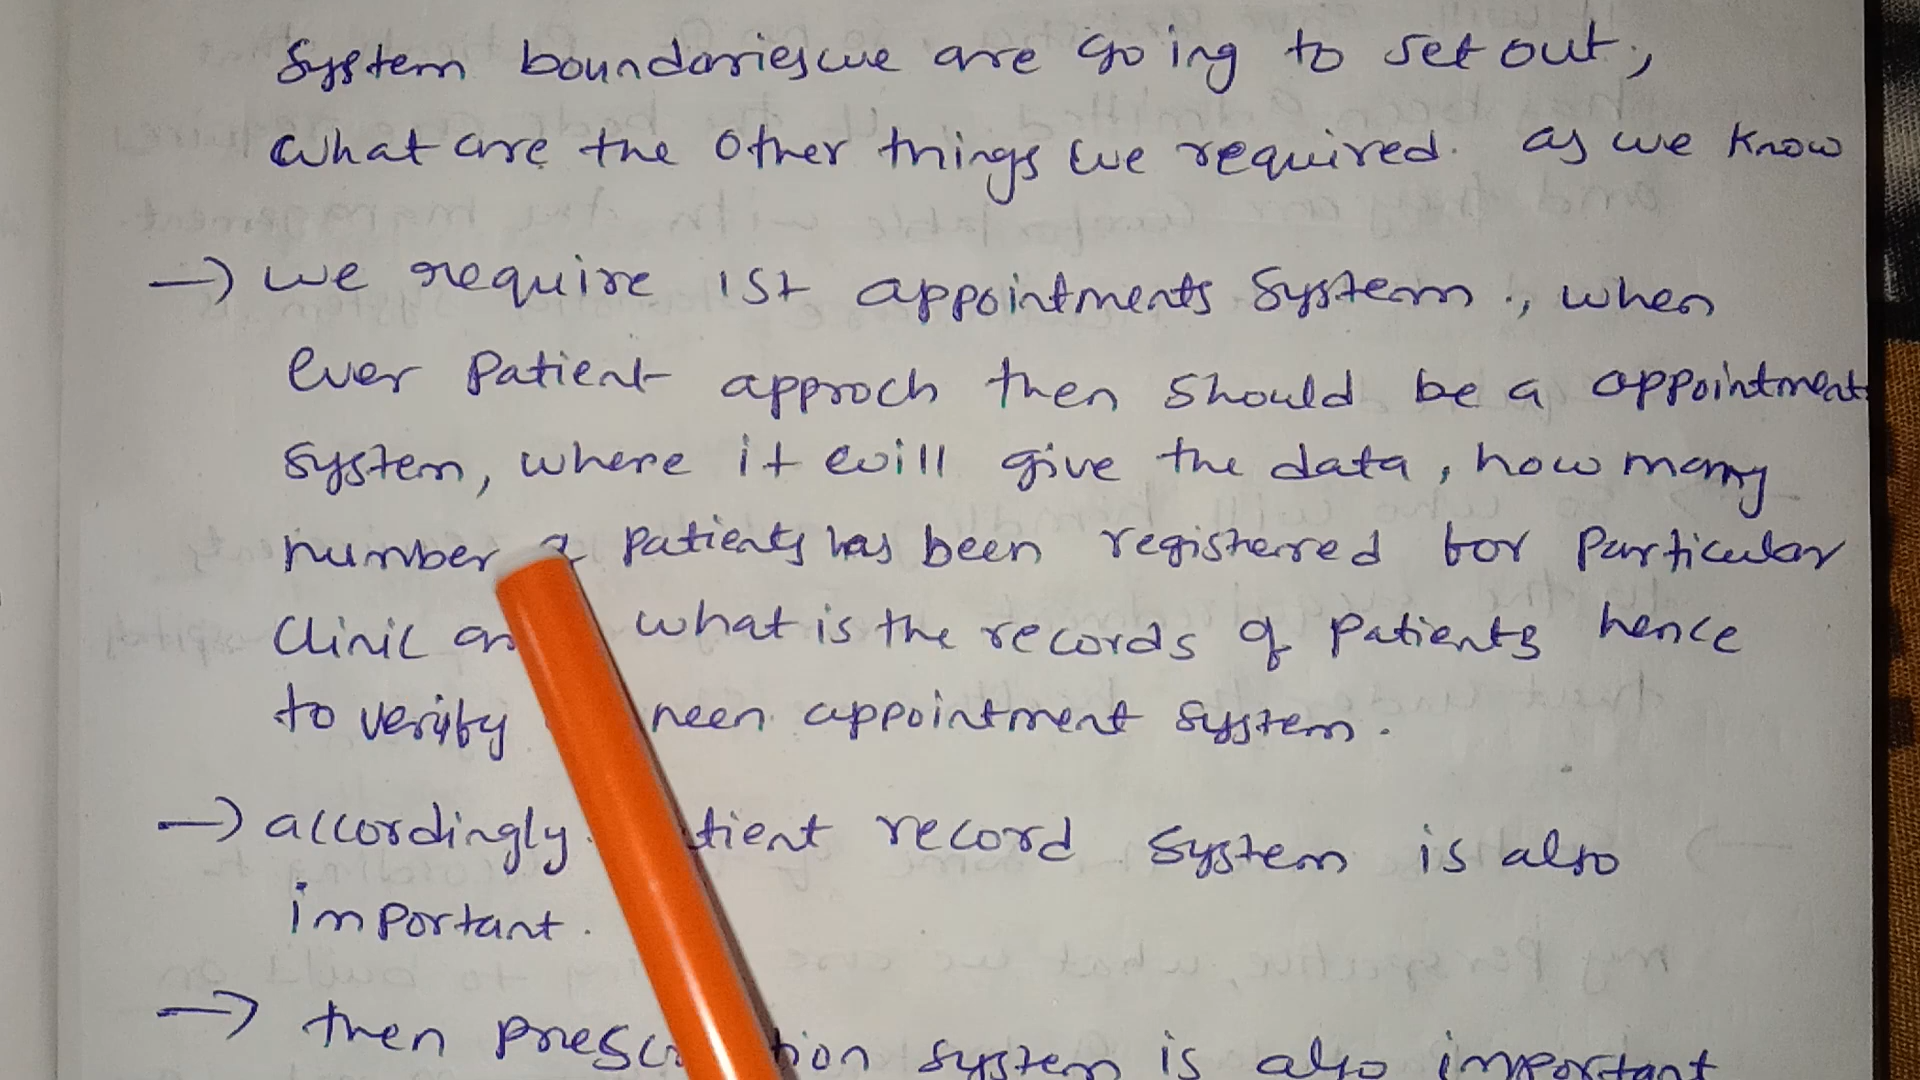 System boundaries we are going to set out,
what are the other things we required. as we know
→ we require 1st appointments system., when
ever patient approch then should be a appointment
system, where it will give the data, how many
number patients has been registerred for particular
clinic what is the records of patients hence
to verify neen appointment system.
→ accordingly record system is also
important.
→ then system is also important